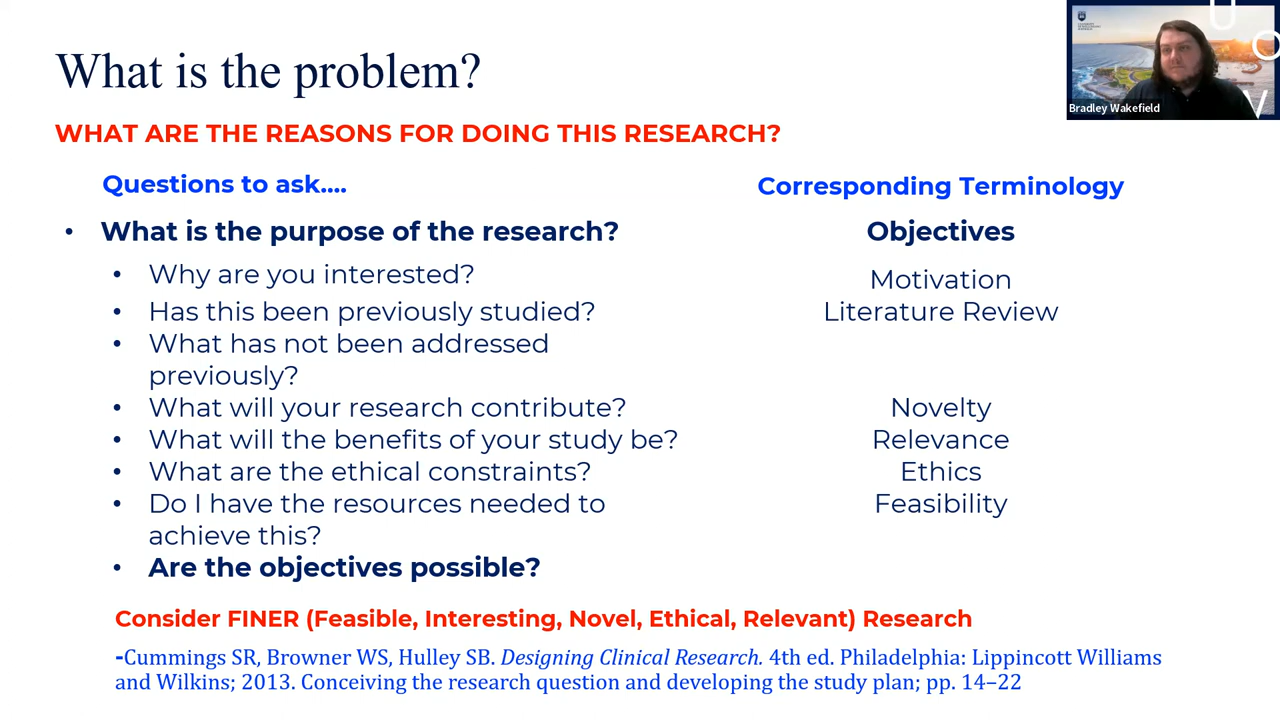 What is the problem?
WHAT ARE THE REASONS FOR DOING THIS RESEARCH?
Questions to ask....
Corresponding Terminology
• What is the purpose of the research?
Objectives
• Why are you interested?
Motivation
• Has this been previously studied?
Literature Review
• What has not been addressed
previously?
• What will your research contribute?
Novelty
• What will the benefits of your study be?
Relevance
• What are the ethical constraints?
Ethics
• Do I have the resources needed to
Feasibility
achieve this?
• Are the objectives possible?
Consider FINER (Feasible, Interesting, Novel, Ethical, Relevant) Research
-Cummings SR, Browner WS, Hulley SB. Designing Clinical Research. 4th ed. Philadelphia: Lippincott Williams
and Wilkins; 2013. Conceiving the research question and developing the study plan; pp. 14–22
U
O
W
Bradley Wakefield